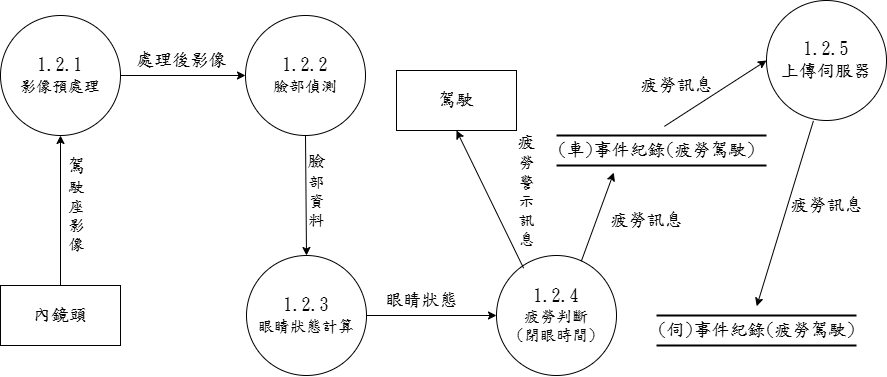 1.2.1
影像預處理
處理後影像
1.2.2
臉部偵測
駕駛
1.2.5
上傳伺服器
疲勞訊息
(車)事件紀錄(疲勞駕駛)
駕駛座影像
臉部資料
疲勞警示訊息
疲勞訊息
疲勞訊息
內鏡頭
1.2.3
眼睛狀態計算
眼睛狀態
1.2.4
疲勞判斷
(閉眼時間)
(伺)事件紀錄(疲勞駕駛)